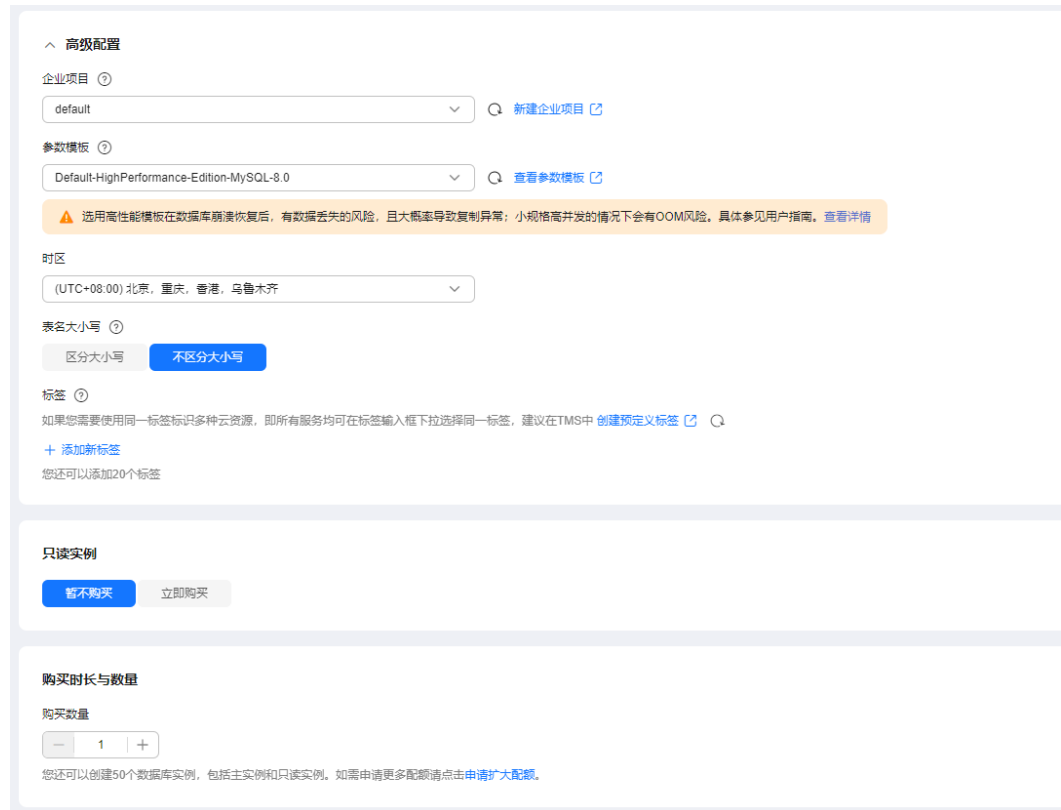 高级配置
企业项目
default
新建企业项目
参数模板
Default-HighPerformance-Edition-MySQL-8.0
查看参数模板
选用高性能模板在数据库崩溃恢复后，有数据丢失的风险，且大概率导致复制异常；小规格高并发的情况下会有OOM风险。具体参见用户指南。查看详情
时区
(UTC+08:00) 北京，重庆，香港，乌鲁木齐
表名大小写
区分大小写 不区分大小写
标签
如果您需要使用同一标签标识多种云资源，即所有服务均可在标签输入框下拉选择同一标签，建议在TMS中 创建预定义标签
+ 添加新标签
您还可以添加20个标签
只读实例
暂不购买 立即购买
购买时长与数量
购买数量
— 1 +
您还可以创建50个数据库实例，包括主实例和只读实例。如需申请更多配额请点击申请扩大配额。